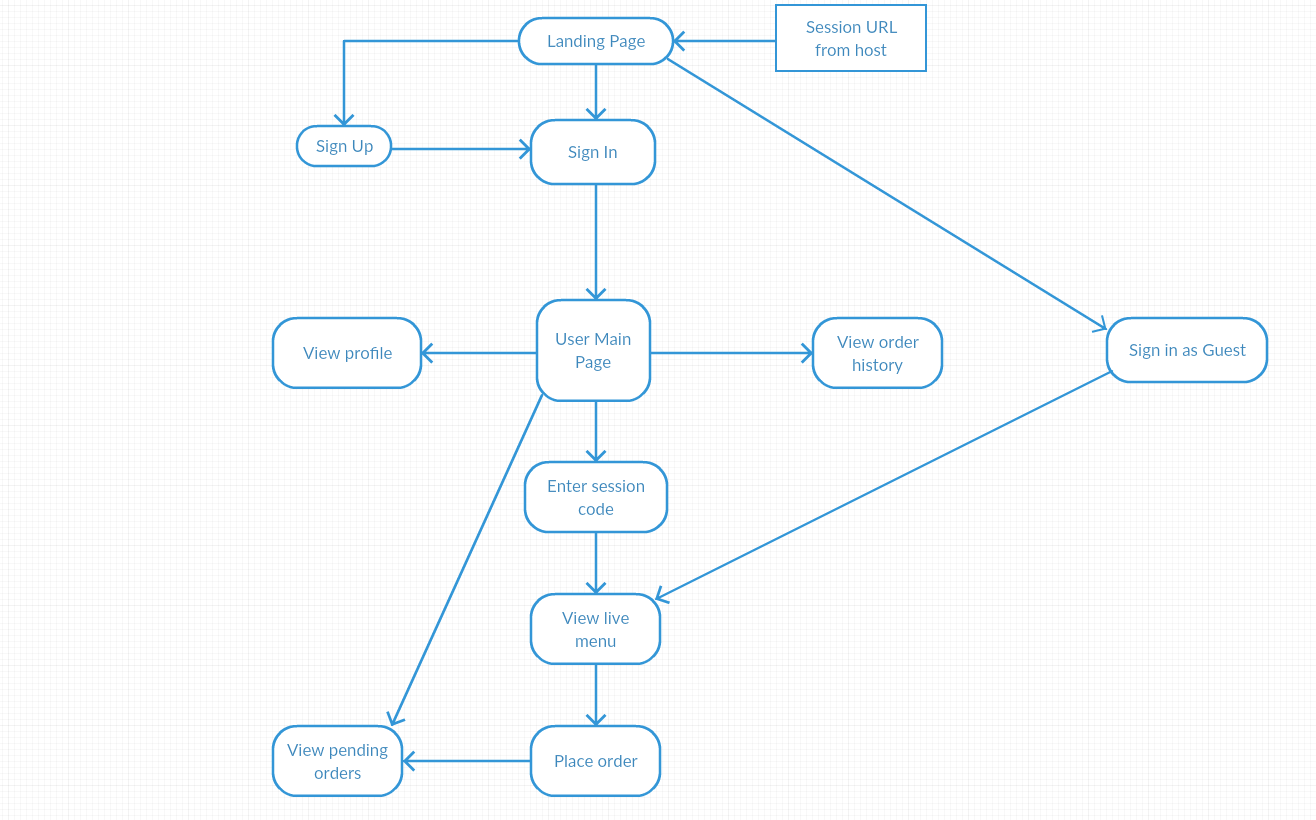 Landing Page
Session URL
from host
Sign Up
Sign In
View profile
User Main
Page
View order
history
Sign in as Guest
Enter session
code
View live
menu
View pending
orders
Place order